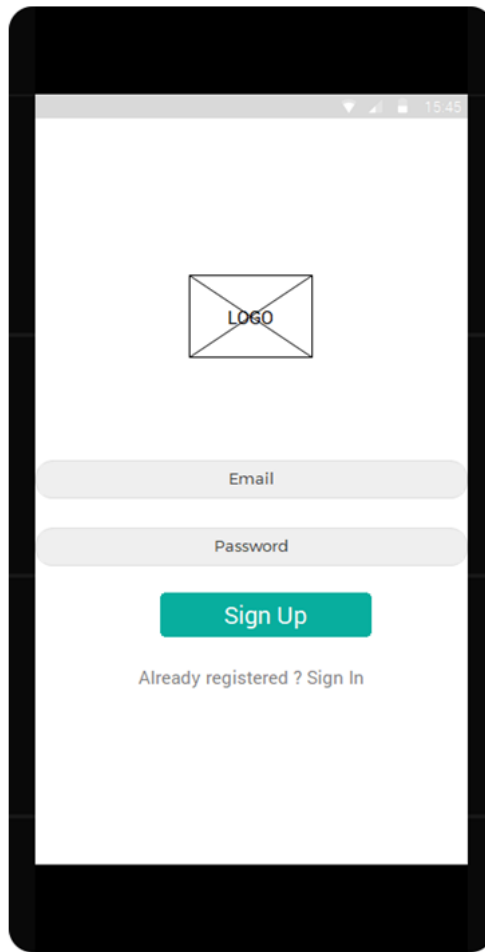 15:45
LOGO
Email
Password
Sign Up
Already registered ? Sign In